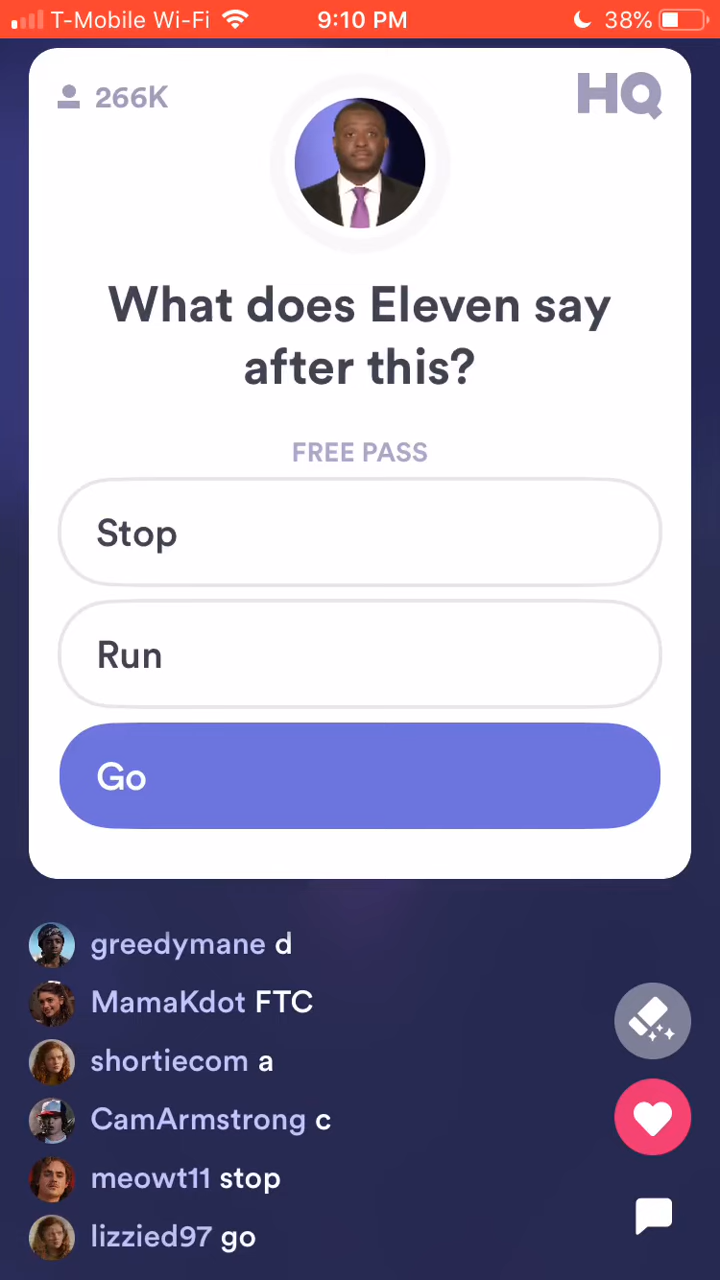 T-Mobile Wi-Fi 9:10 PM 38%
266K HQ
What does Eleven say
after this?
FREE PASS
Stop
Run
Go
greedymane d
MamaKdot FTC
shortiecom a
CamArmstrong c
meowt11 stop
lizzied97 go